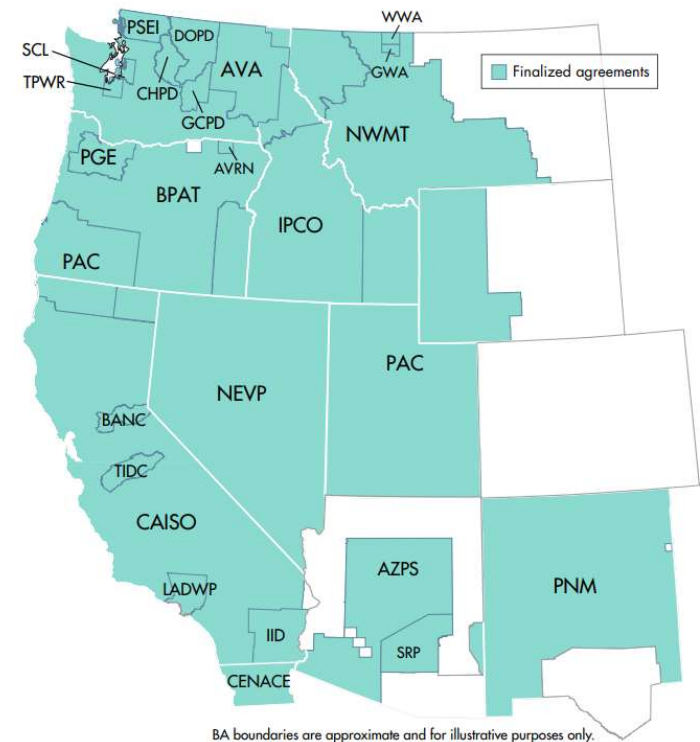 WWA
PSEI
DOPD
SCL
AVA
GWA
Finalized agreements
TPWR
CHPD
GCPD
NWMT
PGE
AVRN
BPAT
IPCO
PAC
PAC
NEVP
BANC
TIDC
CAISO
AZPS
LADWP
PNM
IID
SRP
CENACE
BA boundaries are approximate and for illustrative purposes only.